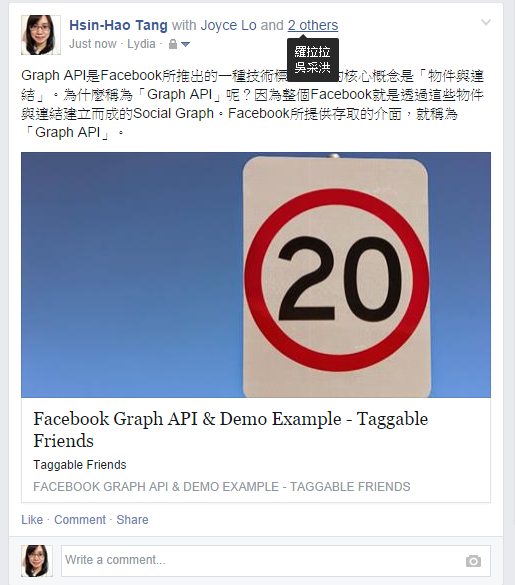 Hsin-Hao Tang with Joyce Lo and 2 others
Just now · Lydia ·
羅拉拉
吳采洪
Graph API是Facebook所推出的一種技術標 的核心概念是「物件與連
結」。為什麼稱為「Graph API」呢？因為整個Facebook就是透過這些物件
與連結建立而成的Social Graph。Facebook所提供存取的介面，就稱為
「Graph API」。
20
Facebook Graph API & Demo Example - Taggable
Friends
Taggable Friends
FACEBOOK GRAPH API & DEMO EXAMPLE - TAGGABLE FRIENDS
Like · Comment · Share
Write a comment...